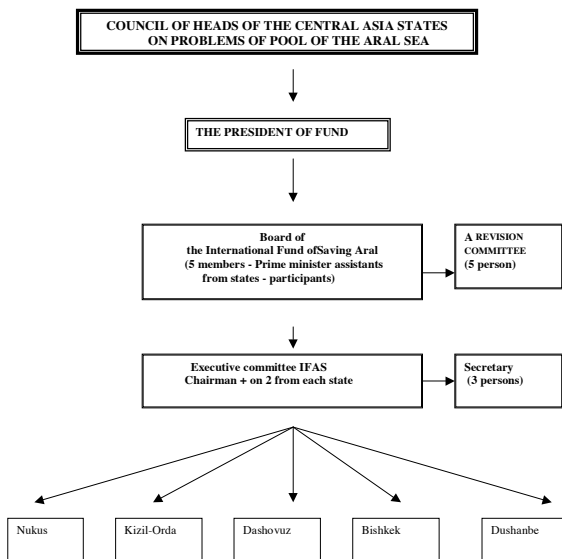 COUNCIL OF HEADS OF THE CENTRAL ASIA STATES
ON PROBLEMS OF POOL OF THE ARAL SEA
THE PRESIDENT OF FUND
Board of
the International Fund ofSaving Aral
(5 members - Prime minister assistants
from states - participants)
A REVISION
COMMITTEE
(5 person)
Executive committee IFAS
Chairman + on 2 from each state
Secretary
(3 persons)
Nukus
Kizil-Orda
Dashovuz
Bishkek
Dushanbe